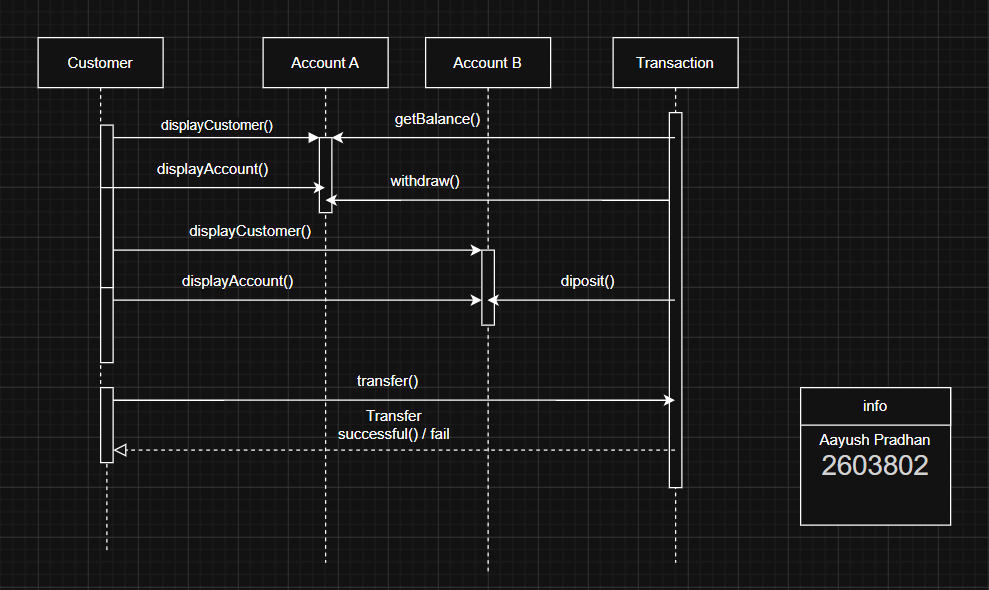 Customer
Account A
Account B
Transaction
displayCustomer()
getBalance()
displayAccount()
withdraw()
displayCustomer()
displayAccount()
diposit()
transfer()
Transfer
successful() / fail
info
Aayush Pradhan
2603802